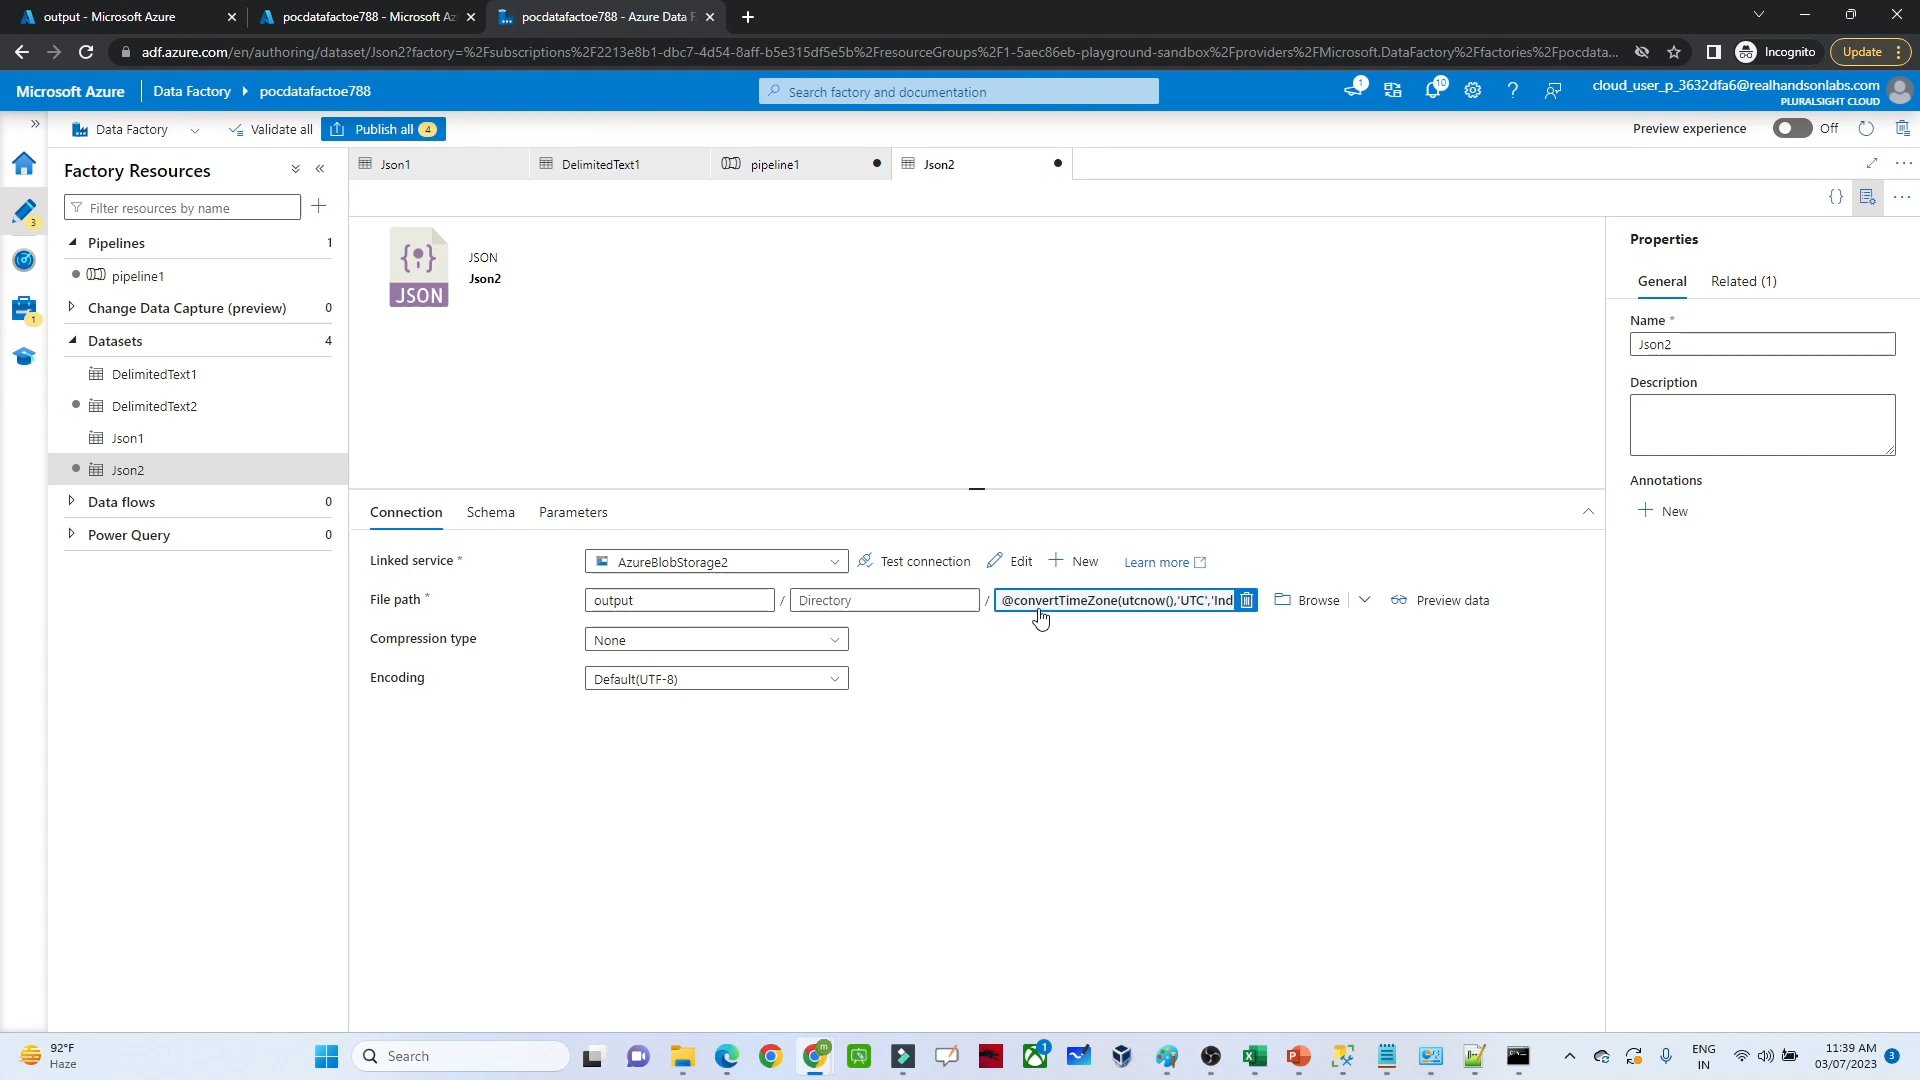 output - Microsoft Azure
pocdatafactoe788 - Microsoft Az
pocdatafactoe788 - Azure Data F
adf.azure.com/en/authoring/dataset/Json2?factory=%2Fsubscriptions%2F2213e8b1-dbc7-4d54-8aff-b5e315df5e5b%2FresourceGroups%2F1-5aec86eb-playground-sandbox%2Fproviders%2FMicrosoft.DataFactory%2Ffactories%2Fpocdata...
Incognito
Update
Microsoft Azure
Data Factory
pocdatafactoe788
Search factory and documentation
1
10
cloud_user_p_3632dfa6@realhandsonlabs.com
PLURALSIGHT CLOUD
Data Factory
Validate all
Publish all
4
Preview experience
Off
Factory Resources
Filter resources by name
3
1
Pipelines
1
pipeline1
Change Data Capture (preview)
0
Datasets
4
DelimitedText1
DelimitedText2
Json1
Json2
Data flows
0
Power Query
0
Json1
DelimitedText1
pipeline1
Json2
JSON
JSON
Json2
Connection
Schema
Parameters
Linked service *
AzureBlobStorage2
Test connection
Edit
New
Learn more
File path *
output
/
Directory
/
@convertTimeZone(utcnow(),'UTC','Ind
Browse
Preview data
Compression type
None
Encoding
Default(UTF-8)
Properties
General
Related (1)
Name *
Json2
Description
Annotations
New
92°F
Haze
Search
m
1
ENG
IN
11:39 AM
03/07/2023
3